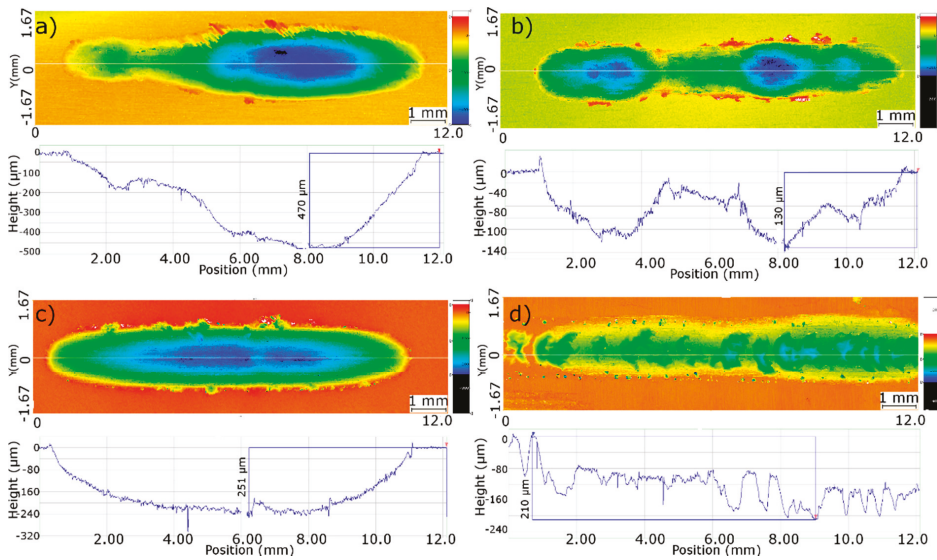 a)
1.67
Y(mm)
0
-1.67
0
1 mm
12.0
Height (µm)
0
-100
-200
-300
-400
-500
470 µm
2.00
4.00
6.00
8.00
10.0
12.0
Position (mm)
b)
1.67
Y(mm)
0
-1.67
0
1 mm
12.0
Height (µm)
0
-40
-80
-100
-140
130 µm
2.00
4.00
6.00
8.00
10.00
12.0
Position (mm)
c)
1.67
Y(mm)
0
-1.67
0
1 mm
12.0
Height (µm)
0
-80
-160
-240
-320
251 µm
2.00
4.00
6.00
8.00
10.0
12.0
Position (mm)
d)
1.67
Y(mm)
0
-1.67
0
1 mm
12.0
Height (µm)
0
-80
-160
-240
210 µm
0.00
2.00
4.00
6.00
8.00
10.0
12.0
Position (mm)